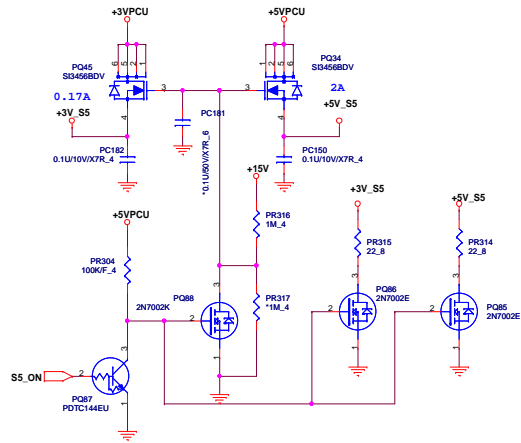 +3VPCU
+5VPCU
PQ45
SI3456BDV
PQ34
SI3456BDV
6 5 2 1
1 2 5 6
3
3
0.17A
2A
+3V_S5
+5V_S5
4
4
PC181
*0.1U/50V/X7R_6
PC182
0.1U/10V/X7R_4
PC150
0.1U/10V/X7R_4
+15V
+3V_S5
+5V_S5
+5VPCU
PR316
1M_4
PR315
22_8
PR314
22_8
PR304
100K/F_4
PQ88
2N7002K
PR317
*1M_4
PQ86
2N7002E
PQ85
2N7002E
3
3
3
2
2
2
1
1
1
3
S5_ON
2
1
PQ87
PDTC144EU